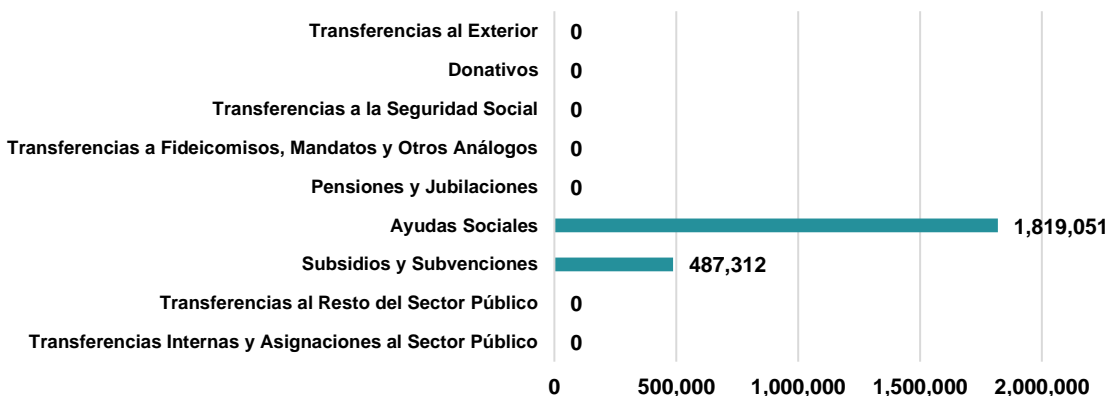 Transferencias al Exterior 0
Donativos 0
Transferencias a la Seguridad Social 0
Transferencias a Fideicomisos, Mandatos y Otros Análogos 0
Pensiones y Jubilaciones 0
Ayudas Sociales 1,819,051
Subsidios y Subvenciones 487,312
Transferencias al Resto del Sector Público 0
Transferencias Internas y Asignaciones al Sector Público 0
0 500,000 1,000,000 1,500,000 2,000,000